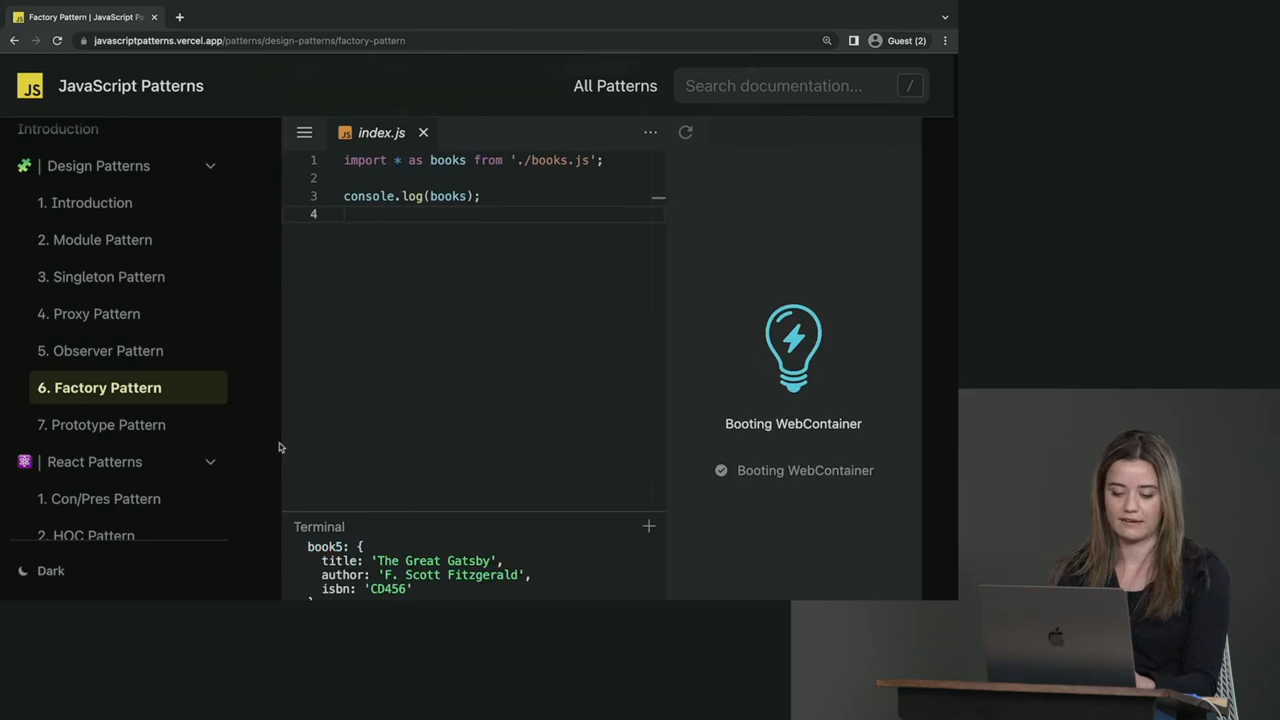 Factory Pattern | JavaScript Pa
javascriptpatterns.vercel.app/patterns/design-patterns/factory-pattern
Guest (2)
JS
JavaScript Patterns
All Patterns
Search documentation...
/
Introduction
| Design Patterns
1. Introduction
2. Module Pattern
3. Singleton Pattern
4. Proxy Pattern
5. Observer Pattern
6. Factory Pattern
7. Prototype Pattern
| React Patterns
1. Con/Pres Pattern
2. HOC Pattern
Dark
JS index.js
1 import * as books from './books.js';
2
3 console.log(books);
4
Terminal
book5: {
title: 'The Great Gatsby',
author: 'F. Scott Fitzgerald',
isbn: 'CD456'
Booting WebContainer
Booting WebContainer